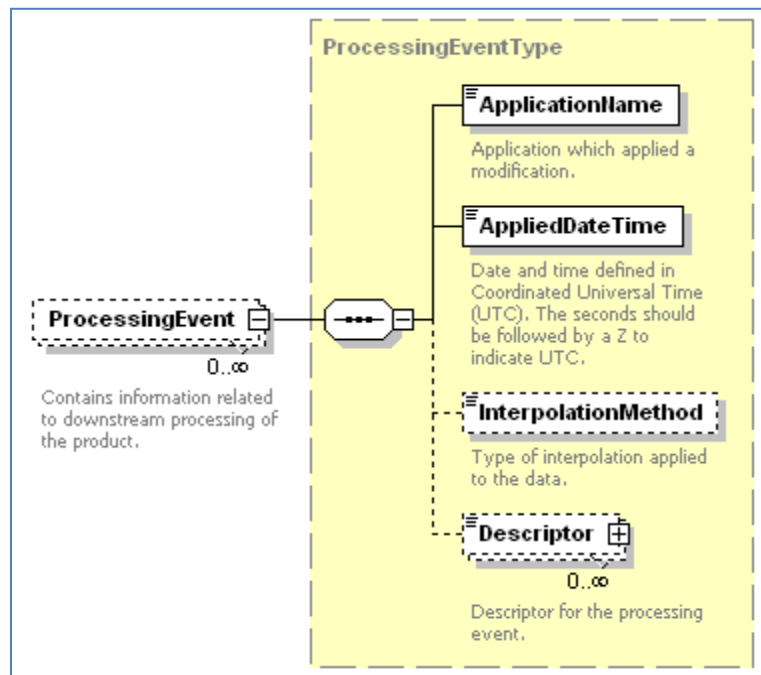 ProcessingEventType
ApplicationName
Application which applied a
modification.
AppliedDateTime
Date and time defined in
Coordinated Universal Time
(UTC). The seconds should
be followed by a Z to
indicate UTC.
ProcessingEvent
0..∞
Contains information related
to downstream processing of
the product.
InterpolationMethod
Type of interpolation applied
to the data.
Descriptor
0..∞
Descriptor for the processing
event.